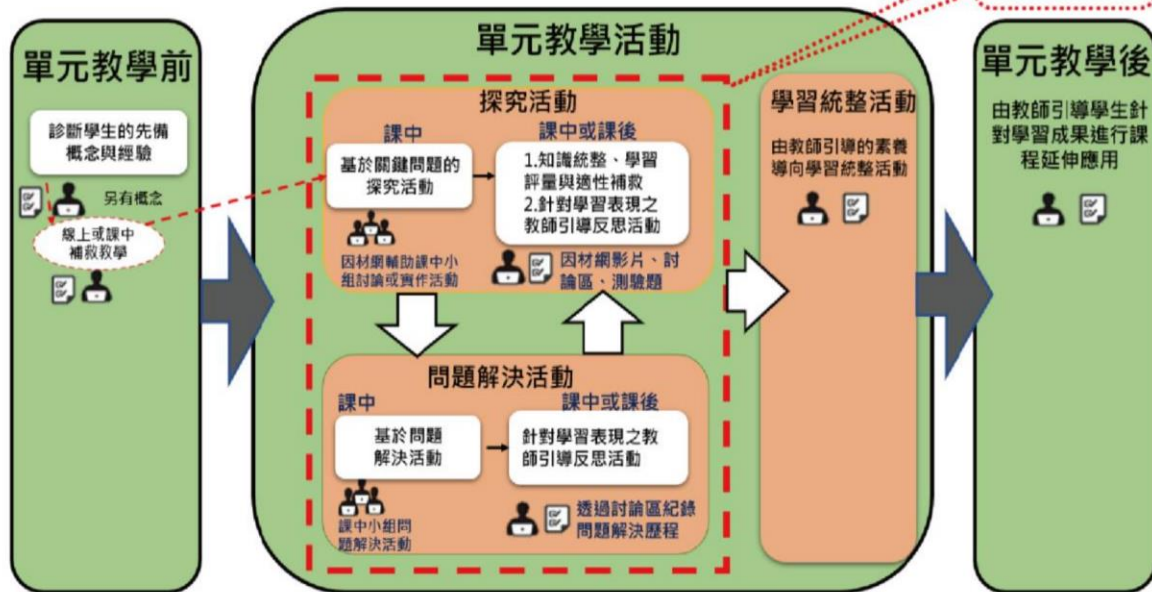 單元教學前
診斷學生的先備
概念與經驗
另有概念
線上或課中
補救教學
單元教學活動
探究活動
課中
基於關鍵問題的
探究活動
因材網輔助課中小
組討論或實作活動
課中或課後
1.知識統整、學習
評量與適性補救
2.針對學習表現之
教師引導反思活動
因材網影片、討
論區、測驗題
問題解決活動
課中
基於問題
解決活動
課中小組問
題解決活動
課中或課後
針對學習表現之教
師引導反思活動
透過討論區紀錄
問題解決歷程
學習統整活動
由教師引導的素養
導向學習統整活動
單元教學後
由教師引導學生針
對學習成果進行課
程延伸應用